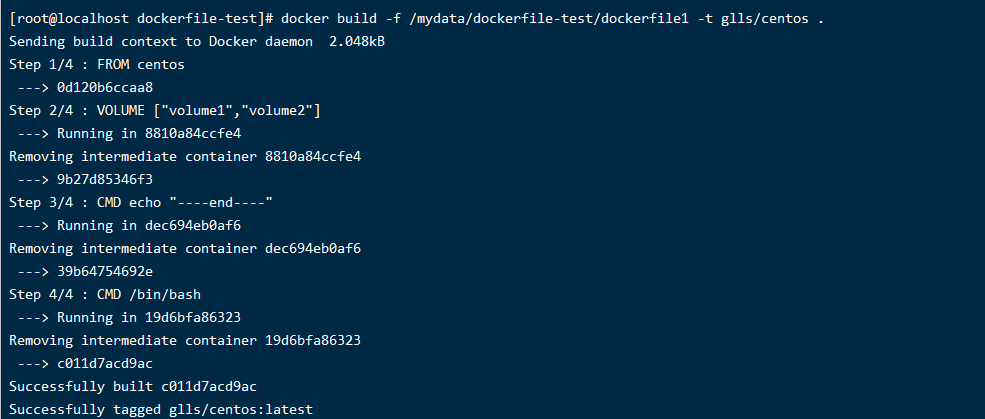 [root@localhost dockerfile-test]# docker build -f /mydata/dockerfile-test/dockerfile1 -t glls/centos .
Sending build context to Docker daemon  2.048kB
Step 1/4 : FROM centos
 ---> 0d120b6ccaa8
Step 2/4 : VOLUME ["volume1","volume2"]
 ---> Running in 8810a84ccfe4
Removing intermediate container 8810a84ccfe4
 ---> 9b27d85346f3
Step 3/4 : CMD echo "----end----"
 ---> Running in dec694eb0af6
Removing intermediate container dec694eb0af6
 ---> 39b64754692e
Step 4/4 : CMD /bin/bash
 ---> Running in 19d6bfa86323
Removing intermediate container 19d6bfa86323
 ---> c011d7acd9ac
Successfully built c011d7acd9ac
Successfully tagged glls/centos:latest